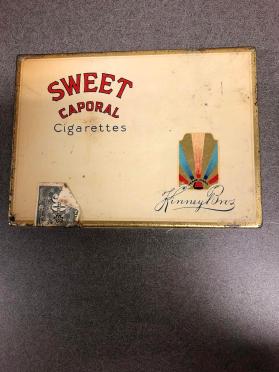 SWEET
CAPORAL
Cigarettes
Kinney Bros